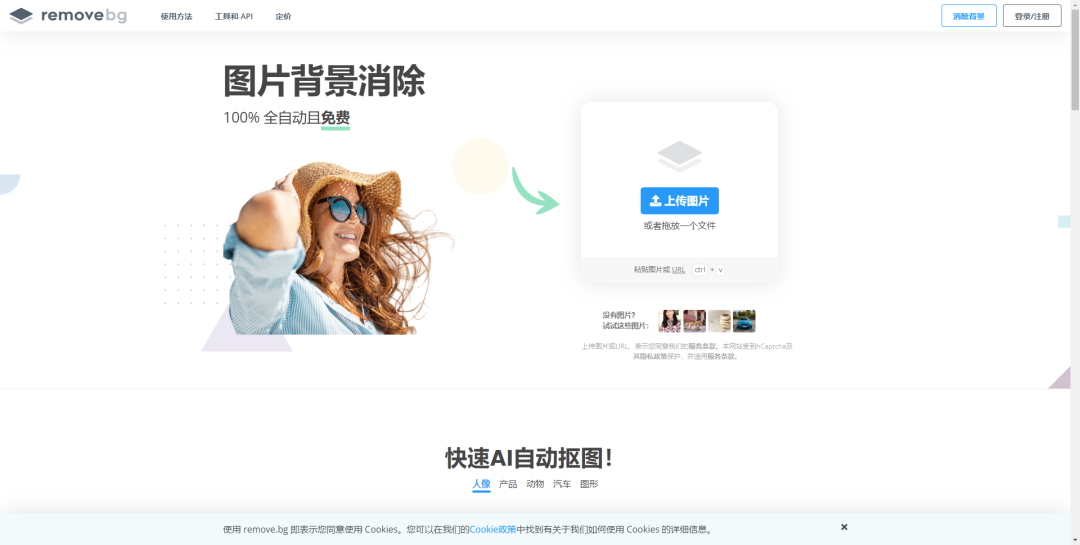 removebg
使用方法
工具和 API
定价
消除背景
登录/注册
图片背景消除
100% 全自动且免费
上传图片
或者拖放一个文件
粘贴图片或 URL ctrl + v
没有图片?
试试这些图片:
上传图片或URL，表示您同意我们的服务条款。本网站受到hCaptcha及
其隐私政策保护，并适用服务条款。
快速AI自动抠图!
人像 产品 动物 汽车 图形
使用 remove.bg 即表示您同意使用 Cookies。您可以在我们的Cookie政策中找到有关于我们如何使用 Cookies 的详细信息。